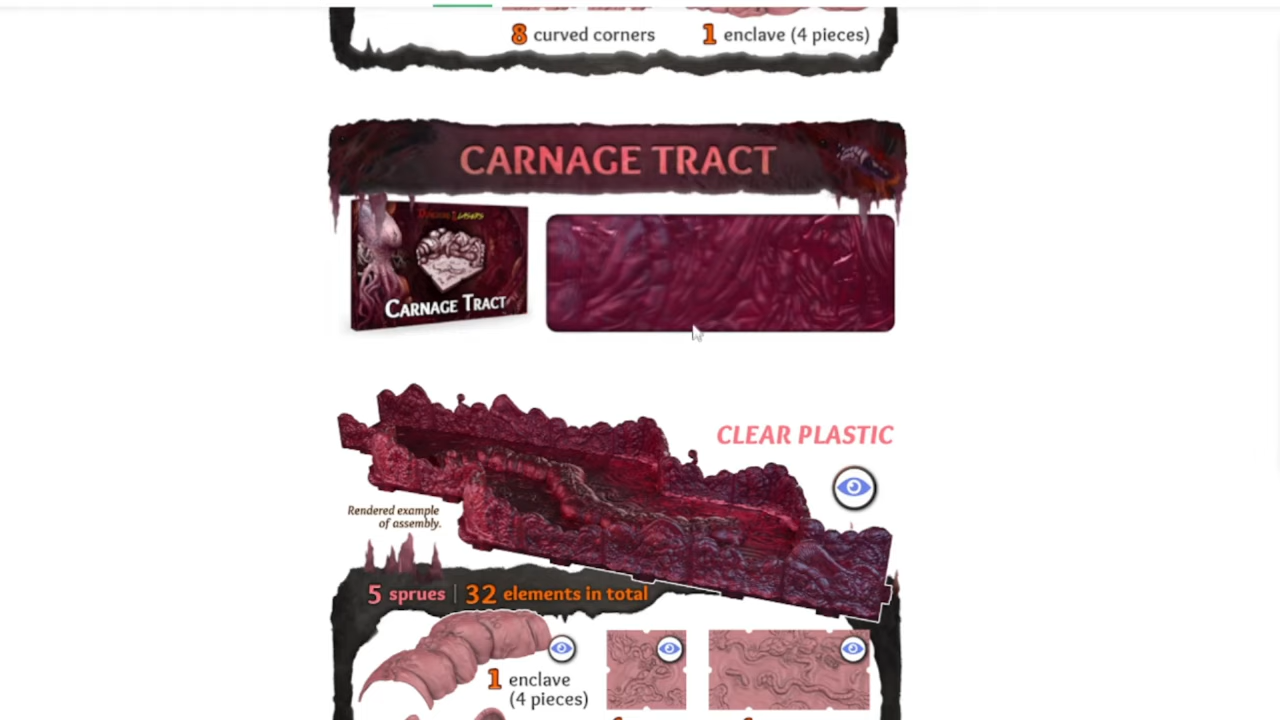 8 curved corners
1 enclave (4 pieces)
CARNAGE TRACT
CARNAGE TRACT
CLEAR PLASTIC
Rendered example
of assembly.
5 sprues | 32 elements in total
1 enclave
(4 pieces)